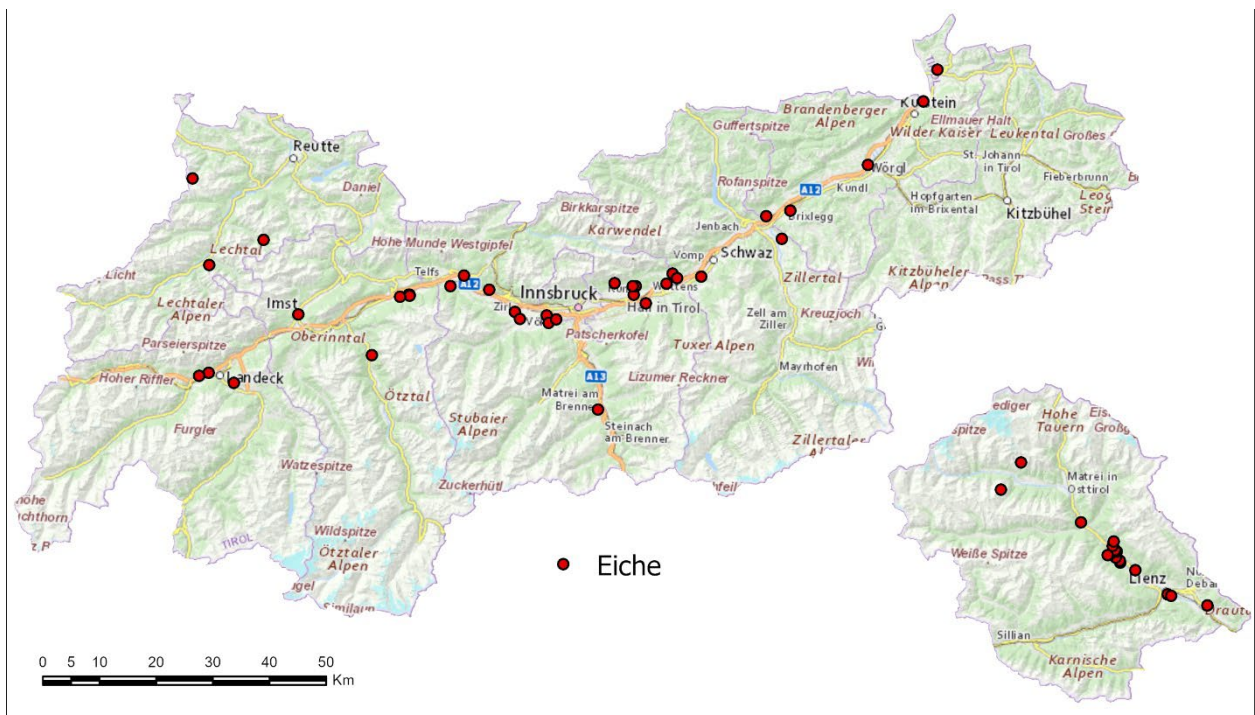 Kufstein
Brandenberger
Alpen
Ellmauer Halt
Guffertspitze
Wilder Kaiser
Leukental
Großes
Reutte
St. Johann
in Tirol
Wörgl
Fieberbrunn
Daniel
Rofanspitze
A12
Kundl
Hopfgarten
im Brixental
Kitzbühel
Birkkarspitze
Karwendel
Jenbach
Brixlegg
Lechtal
Hohe Munde Westgipfel
Vomp
Schwaz
Licht
Telfs
A12
Zillertal
Kitzbüheler
Alpen
Lechtaler
Alpen
Imst
Innsbruck
Wattens
Hall in Tirol
Oberinntal
Patscherkofel
Zell am
Ziller
Kreuzjoch
Parseierspitze
Tuxer Alpen
Hoher Riffler
Landeck
A13
Lizumer Reckner
Mayrhofen
Ötztal
Matrei am
Brenner
Stubaier
Alpen
Steinach
am Brenner
Furgler
Zillertaler
Watzespitze
Zuckerhütl
Hohe
Tauern
spitze
Matrei in
Osttirol
Wildspitze
TIROL
Ötztaler
Alpen
Similaun
Weiße Spitze
Lienz
Eiche
Sillian
Karnische
Alpen
0 5 10 20 30 40 50
Km